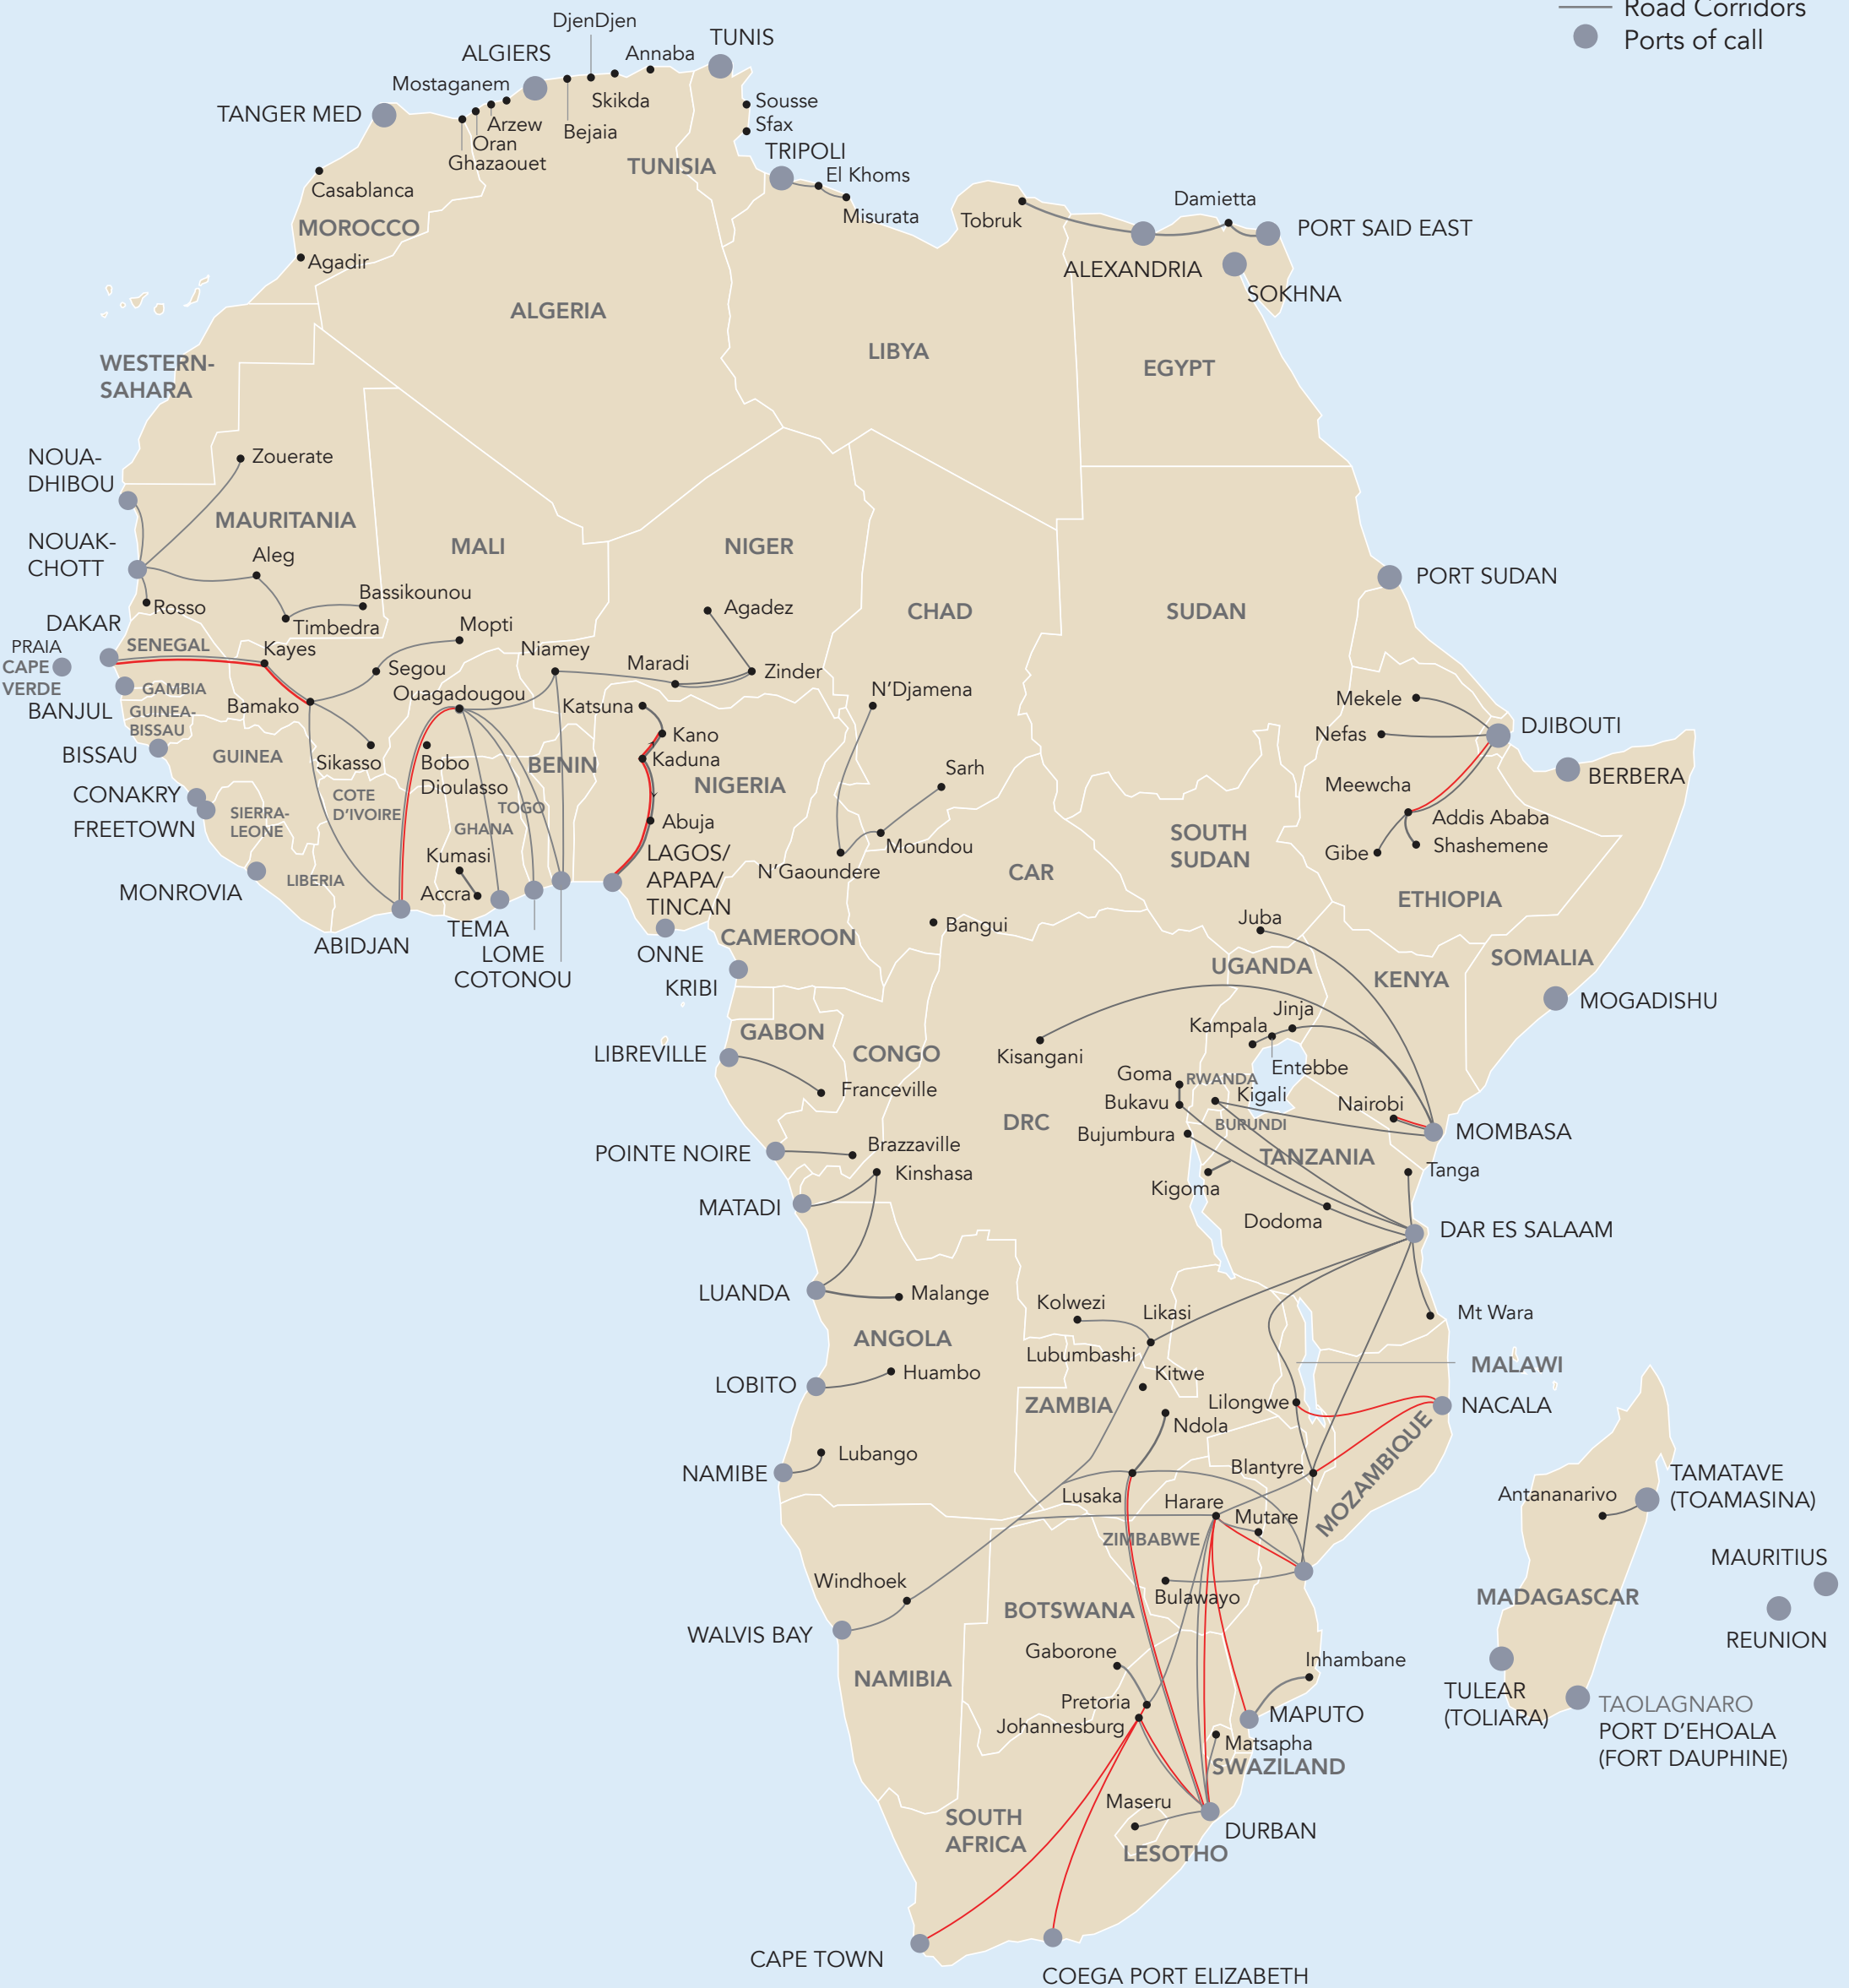 Road Corridors
Ports of call
DjenDjen
ALGIERS
Annaba
TUNIS
Mostaganem
Skikda
TANGER MED
Arzew
Bejaia
Oran
Ghazaouet
Sousse
Sfax
TUNISIA
TRIPOLI
El Khoms
Misurata
Casablanca
MOROCCO
Agadir
Tobruk
Damietta
PORT SAID EAST
ALEXANDRIA
SOKHNA
ALGERIA
LIBYA
EGYPT
WESTERN-
SAHARA
NOUA-
DHIBOU
Zouerate
MAURITANIA
NOUAK-
CHOTT
Aleg
MALI
NIGER
Bassikounou
Rosso
Timbedra
Agadez
CHAD
SUDAN
PORT SUDAN
DAKAR
PRAIA
CAPE
VERDE
SENEGAL
Kayes
Mopti
Segou
Niamey
Maradi
Zinder
GAMBIA
BANJUL
GUINEA-
BISSAU
Bamako
Ouagadougou
Katsuna
N'Djamena
Mekele
BISSAU
GUINEA
Sikasso
Bobo
Dioulasso
BENIN
Kano
Kaduna
NIGERIA
Nefas
DJIBOUTI
BERBERA
CONAKRY
FREETOWN
SIERRA-
LEONE
COTE
D'IVOIRE
TOGO
GHANA
Sarh
Meewcha
Abuja
Addis Ababa
Shashemene
Gibe
MONROVIA
LIBERIA
Kumasi
Accra
LAGOS/
APAPA/
TINCAN
Moundou
N'Gaoundere
CAR
SOUTH
SUDAN
ETHIOPIA
ABIDJAN
TEMA
LOME
COTONOU
ONNE
CAMEROON
KRIBI
Bangui
Juba
UGANDA
KENYA
SOMALIA
MOGADISHU
GABON
CONGO
LIBREVILLE
Franceville
Kisangani
Kampala
Jinja
Entebbe
Goma
RWANDA
Bukavu
Kigali
Nairobi
DRC
BURUNDI
MOMBASA
Bujumbura
TANZANIA
POINTE NOIRE
Brazzaville
Kinshasa
Kigoma
Tanga
MATADI
Dodoma
DAR ES SALAAM
LUANDA
Malange
Kolwezi
Likasi
Mt Wara
ANGOLA
Lubumbashi
MALAWI
Huambo
LOBITO
Kitwe
ZAMBIA
Lilongwe
NACALA
Ndola
Lubango
NAMIBE
Blantyre
MOZAMBIQUE
TAMATAVE
(TOAMASINA)
Antananarivo
Lusaka
Harare
Mutare
ZIMBABWE
MAURITIUS
Windhoek
BOTSWANA
Bulawayo
MADAGASCAR
WALVIS BAY
REUNION
Gaborone
Inhambane
NAMIBIA
Pretoria
Johannesburg
MAPUTO
Matsapha
SWAZILAND
TULEAR
(TOLIARA)
TAOLAGNARO
PORT D'EHOALA
(FORT DAUPHINE)
SOUTH
AFRICA
Maseru
DURBAN
LESOTHO
CAPE TOWN
COEGA PORT ELIZABETH